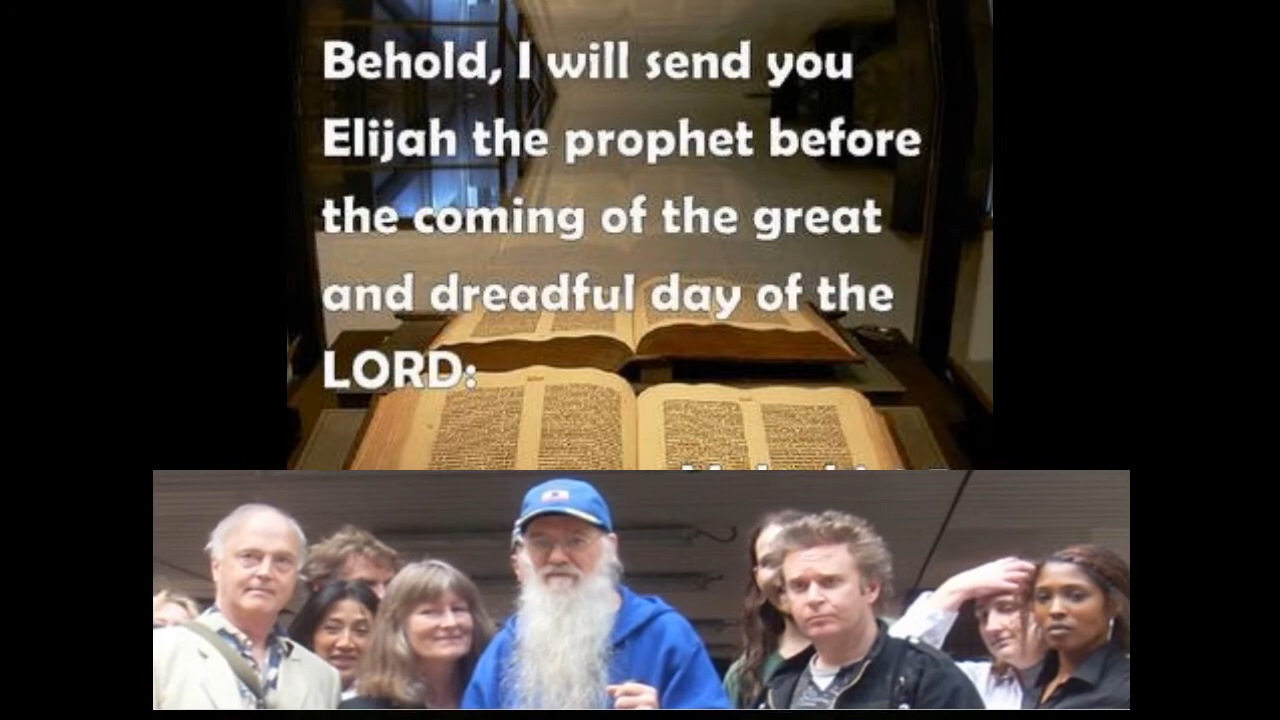 Behold, I will send you
Elijah the prophet before
the coming of the great
and dreadful day of the
LORD: